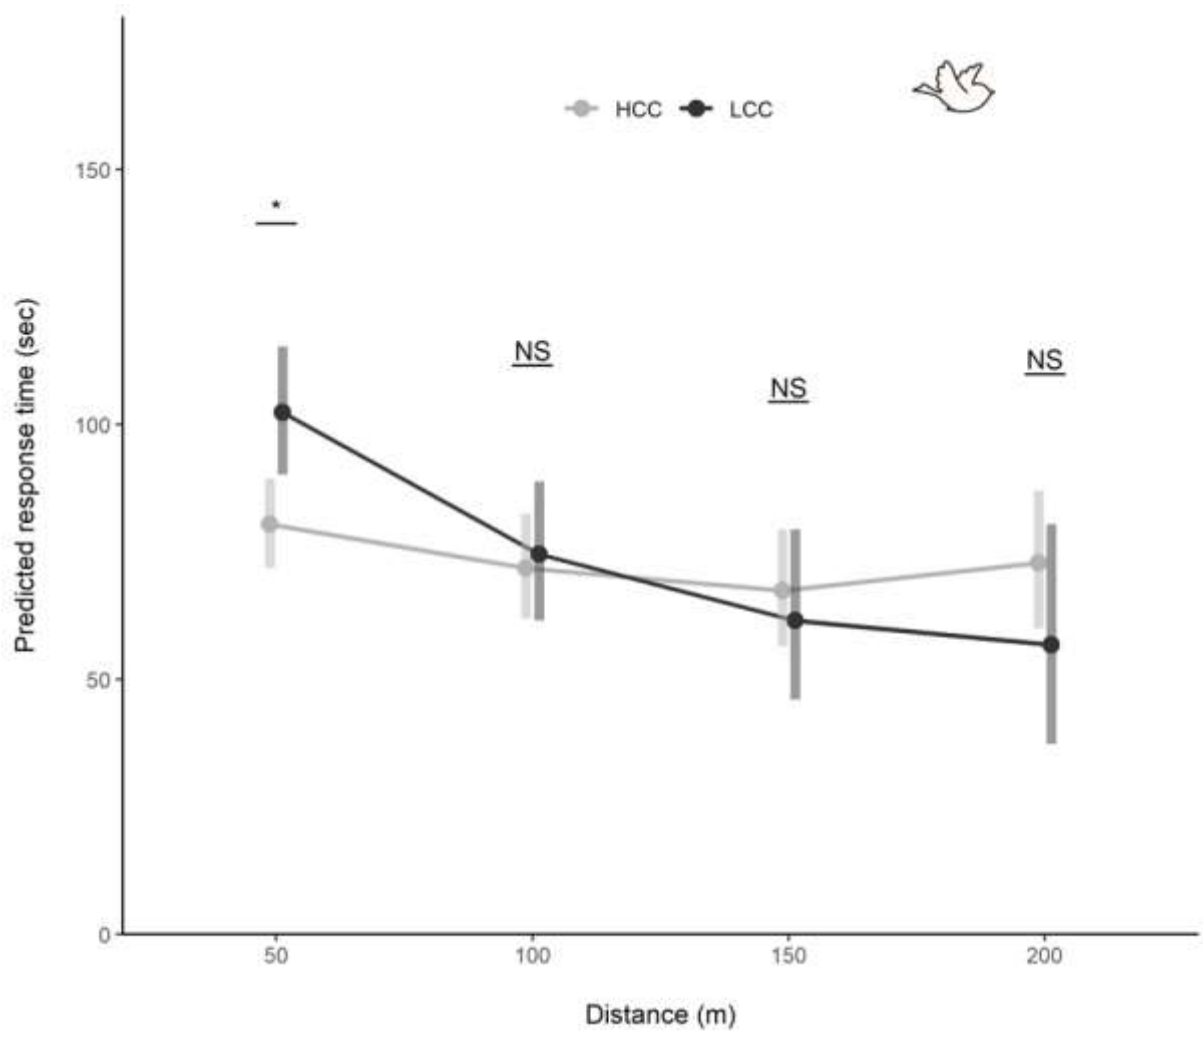 HCC LCC
150
*
NS
NS
NS
100
50
0
50 100 150 200
Predicted response time (sec)
Distance (m)